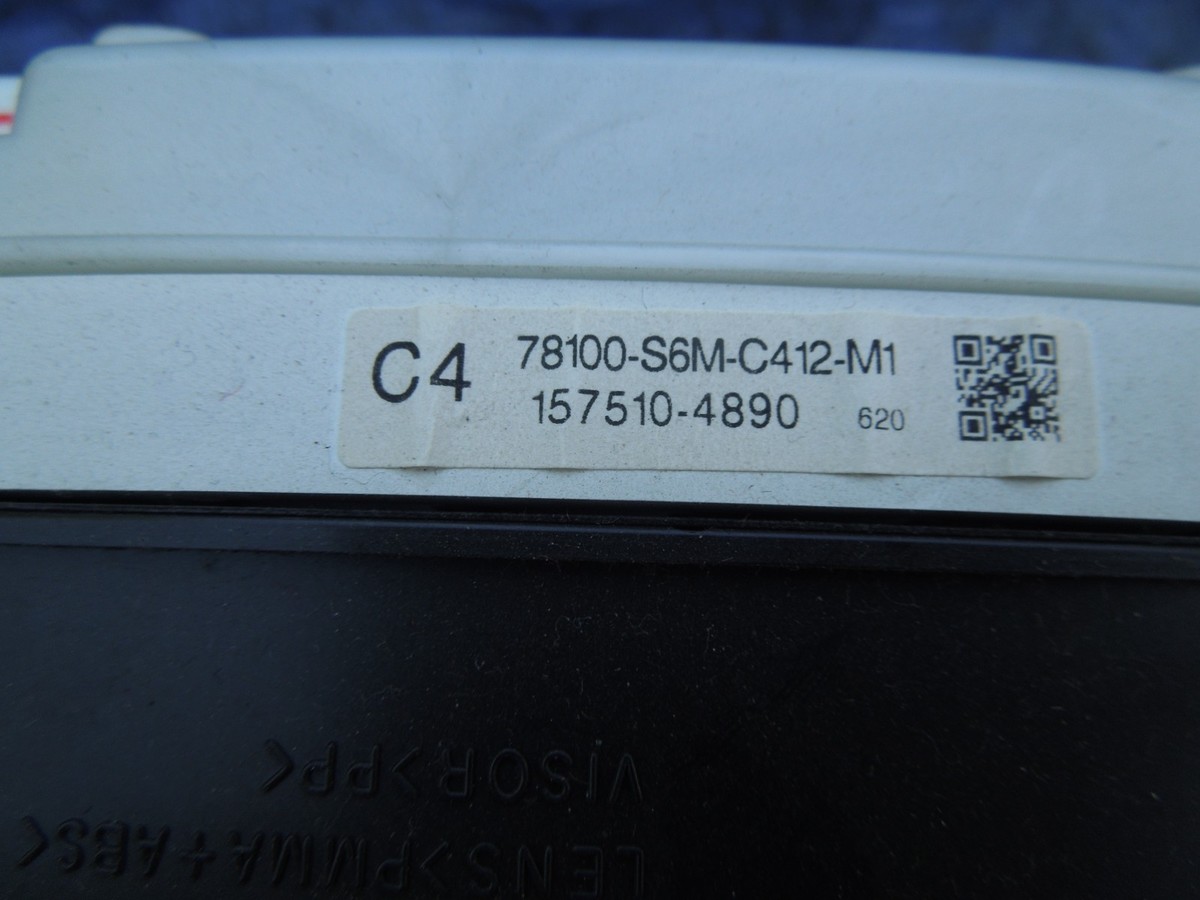 C4
78100-S6M-C412-M1
157510-4890 620
VISOR>PP<
LENS>PMMA+ABS<